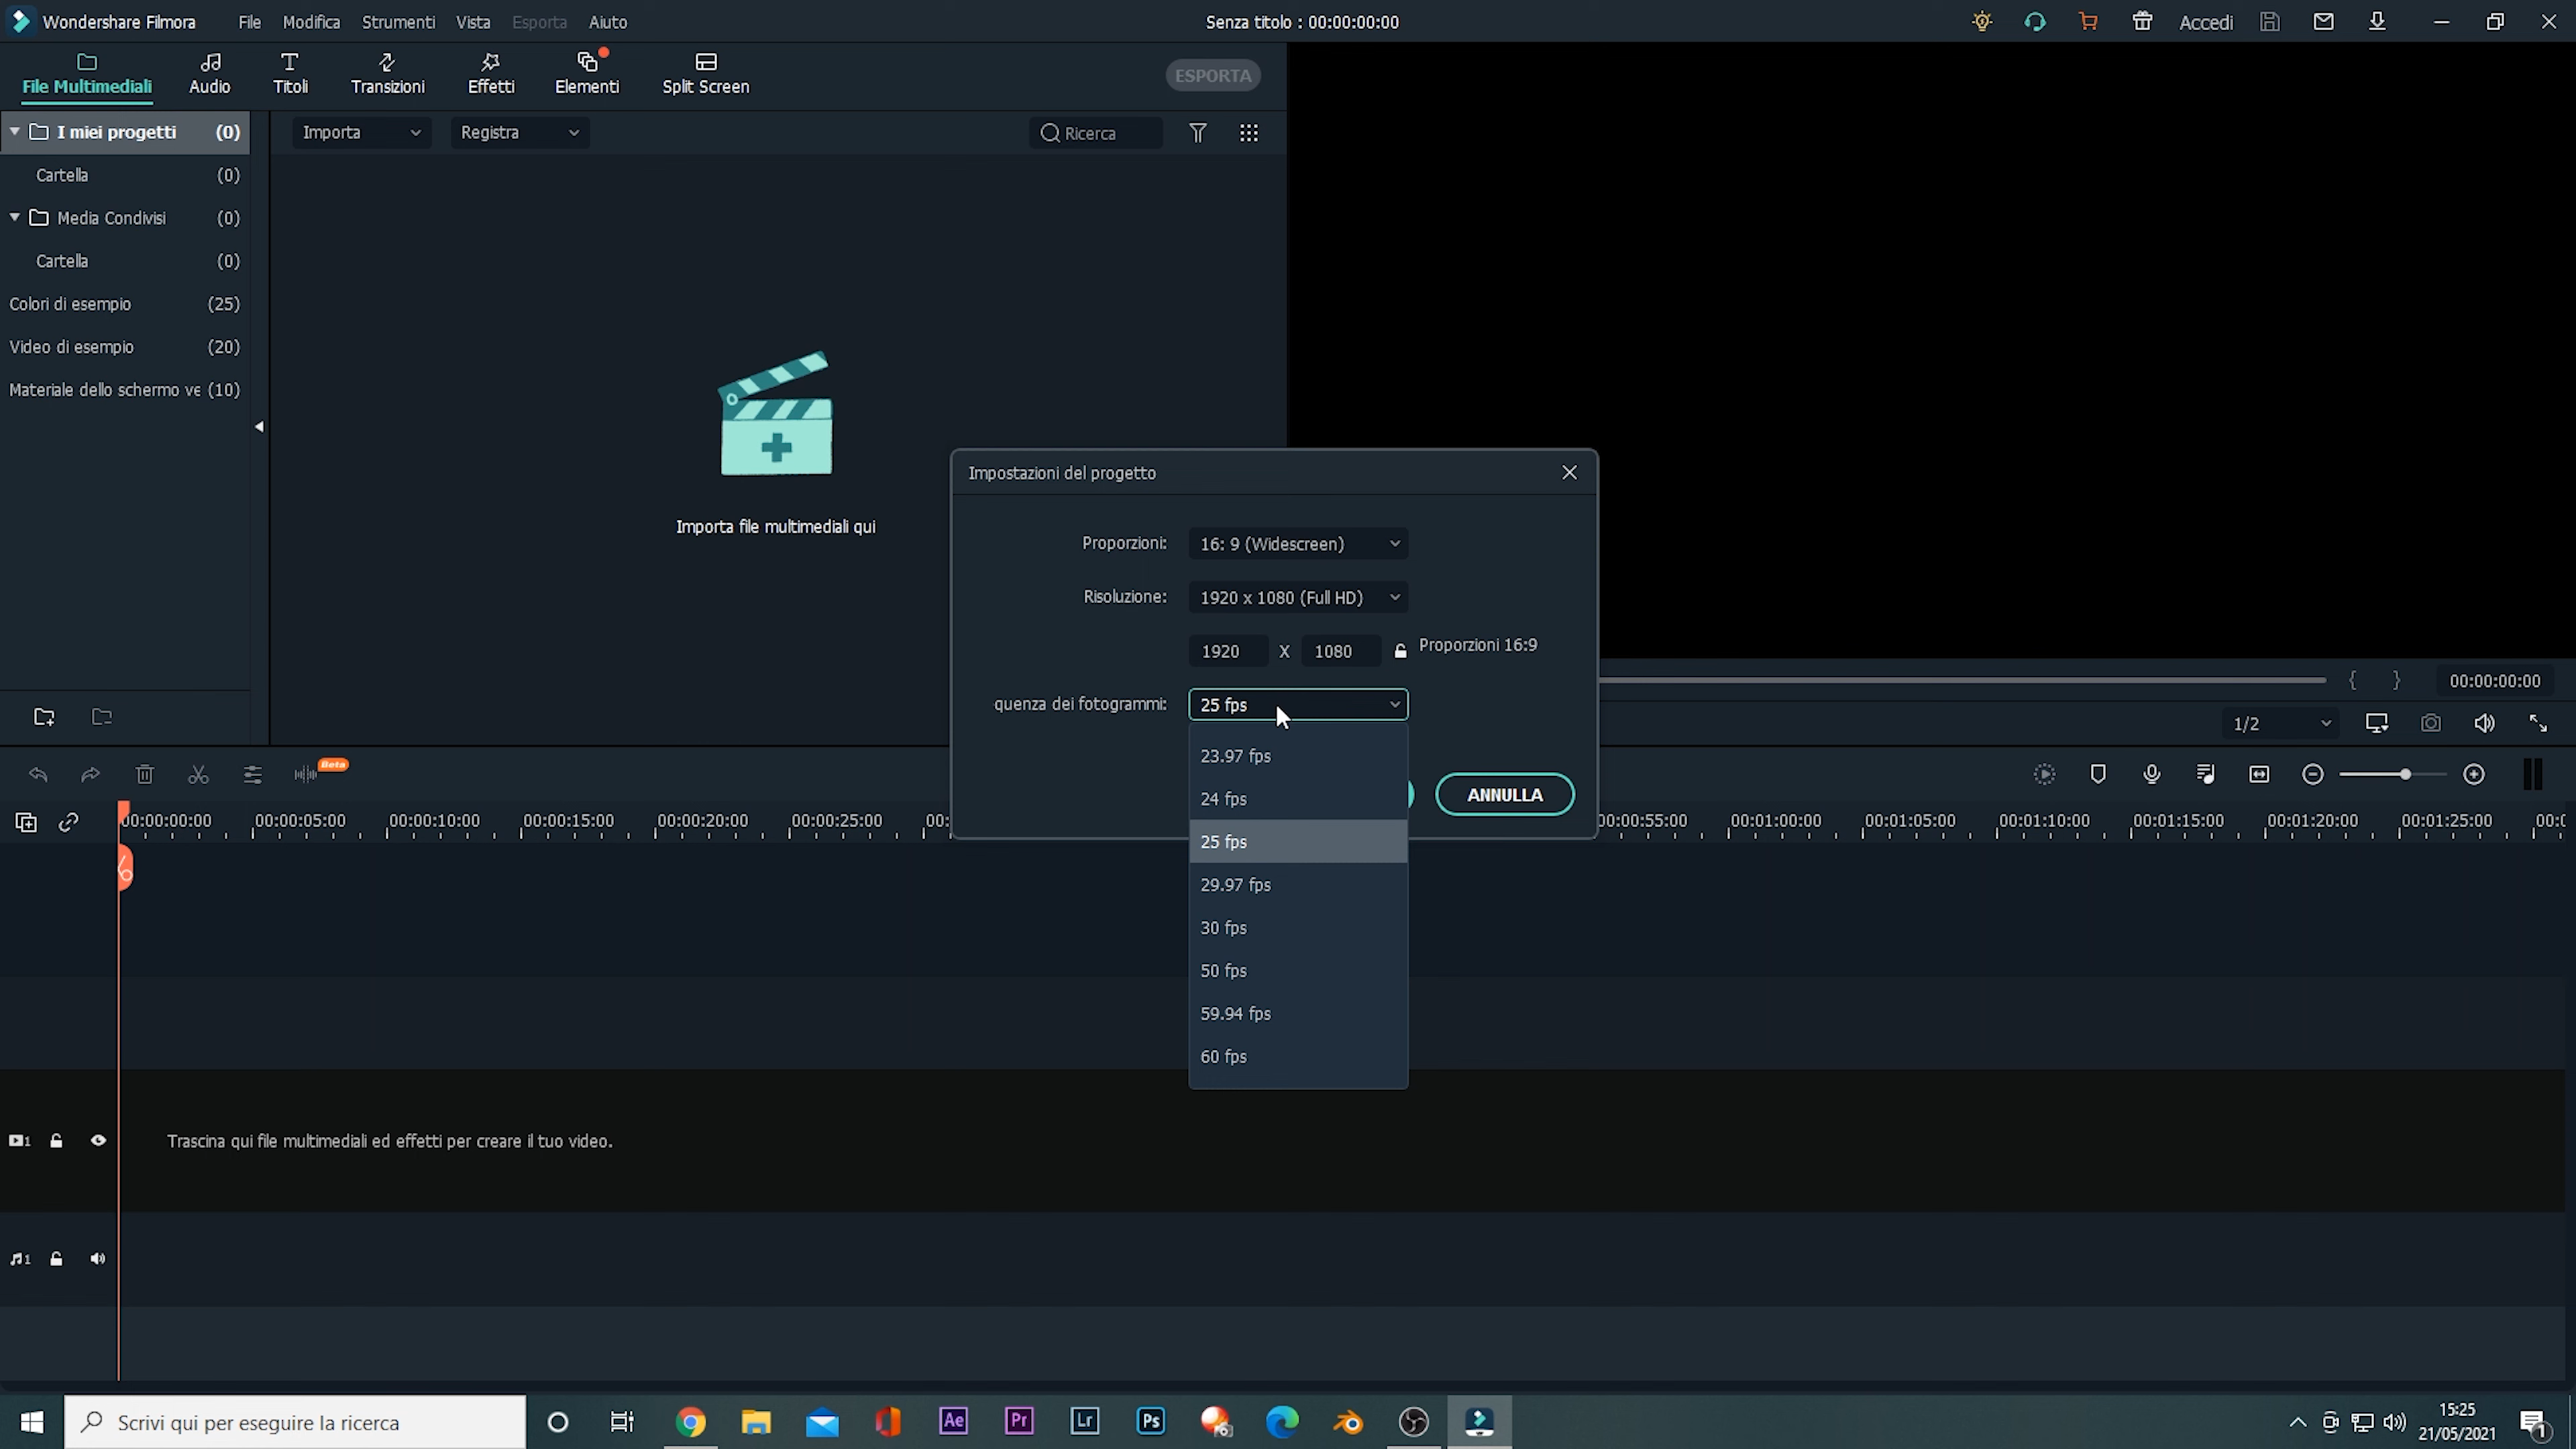 Wondershare Filmora File Modifica Strumenti Vista Esporta Aiuto Senza titolo : 00:00:00:00 Accedi
File Multimediali Audio Titoli Transizioni Effetti Elementi Split Screen ESPORTA
I miei progetti (0) Importa Registra Ricerca
Cartella (0)
Media Condivisi (0)
Cartella (0)
Colori di esempio (25)
Video di esempio (20)
Materiale dello schermo ve (10)
Importa file multimediali qui
Impostazioni del progetto
Proporzioni: 16: 9 (Widescreen)
Risoluzione: 1920 x 1080 (Full HD)
1920 X 1080 Proporzioni 16:9
quenza dei fotogrammi: 25 fps
23.97 fps
24 fps
25 fps
29.97 fps
30 fps
50 fps
59.94 fps
60 fps
ANNULLA
00:00:00:00
1/2
Beta
00:00:00:00 00:00:05:00 00:00:10:00 00:00:15:00 00:00:20:00 00:00:25:00 00: 00:00:55:00 00:01:00:00 00:01:05:00 00:01:10:00 00:01:15:00 00:01:20:00 00:01:25:00 00:
1 Trascina qui file multimediali ed effetti per creare il tuo video.
1
Scrivi qui per eseguire la ricerca Ae Pr Lr Ps
15:25
21/05/2021
1